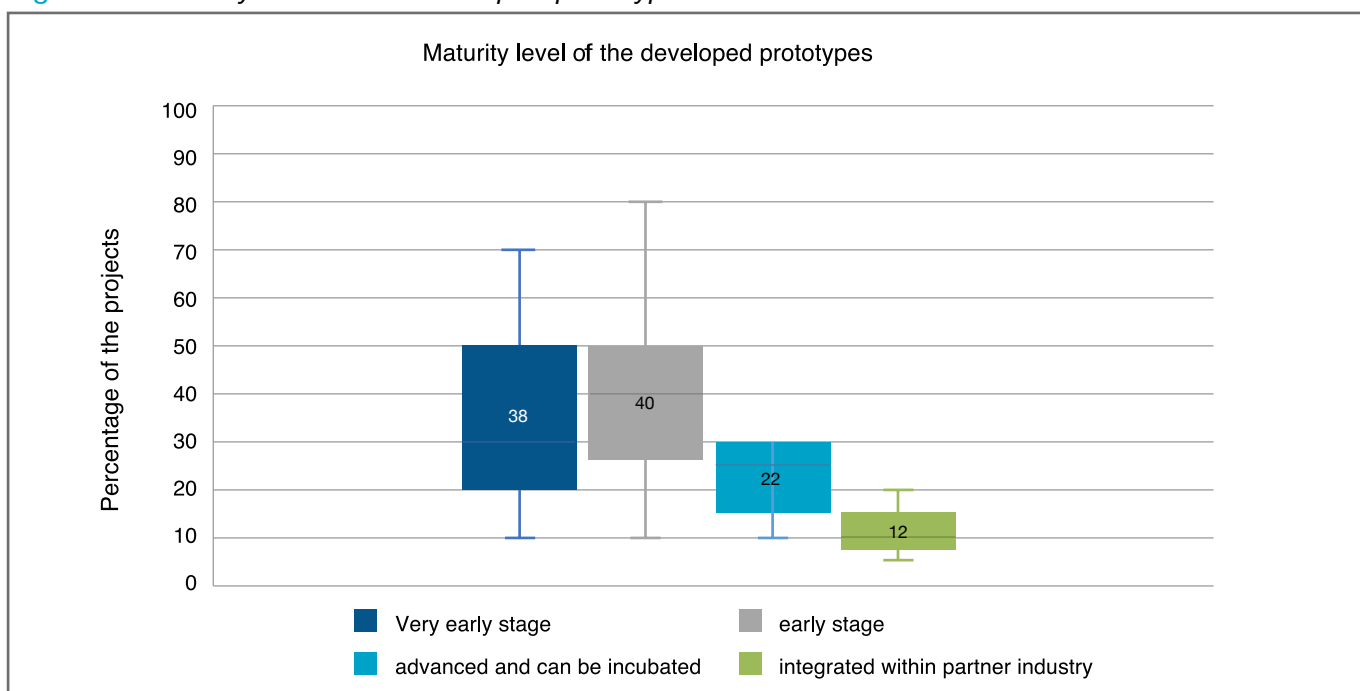 Maturity level of the developed prototypes
Percentage of the projects
100
90
80
70
60
50
40
30
20
10
0
38
40
22
12
Very early stage
early stage
advanced and can be incubated
integrated within partner industry